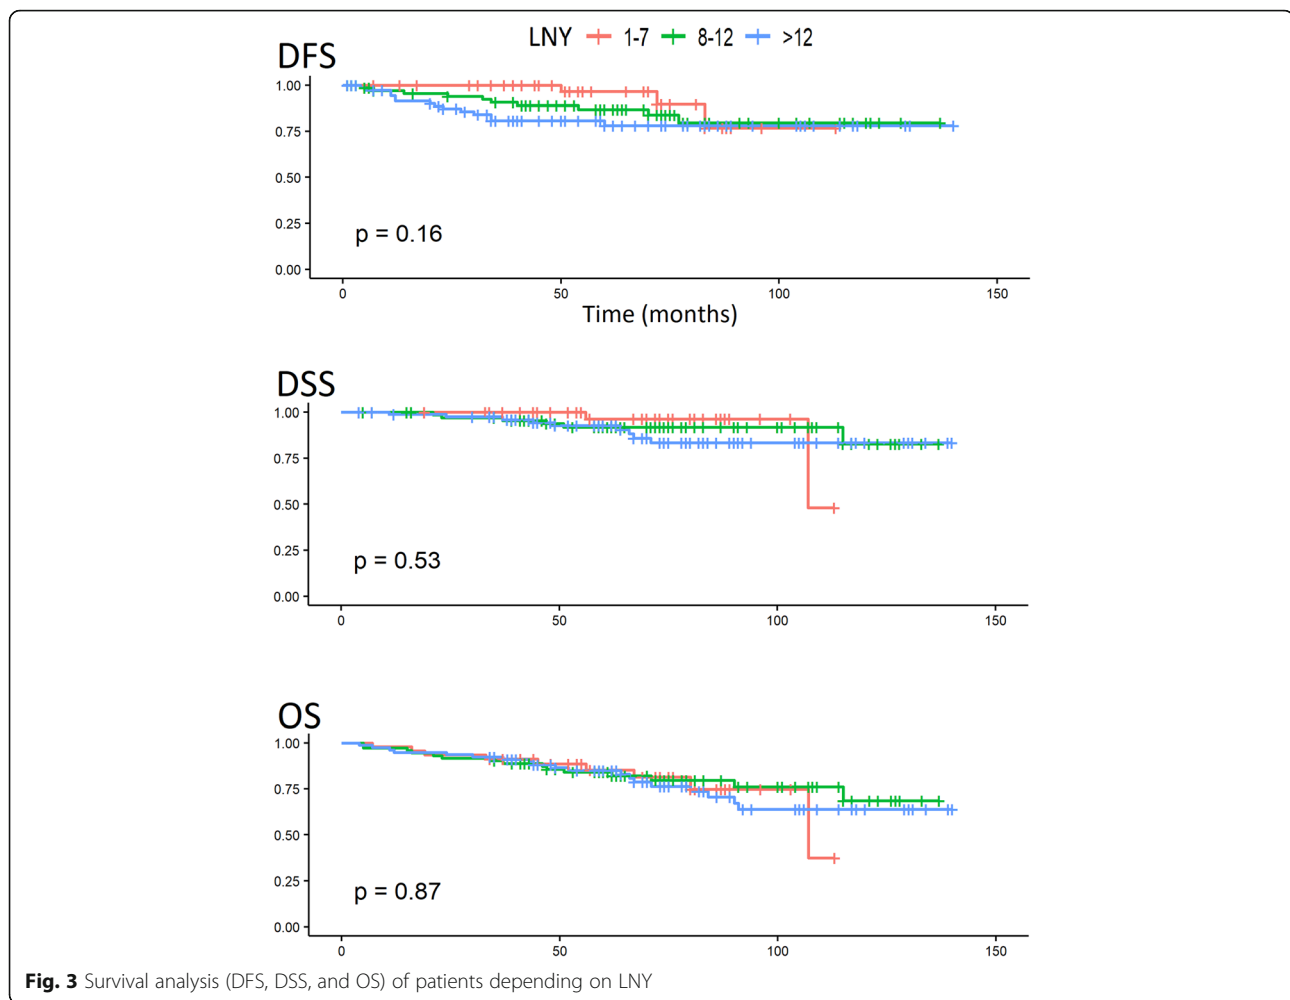 LNY 1-7 8-12 >12
DFS
1.00
0.75
0.50
0.25
p = 0.16
0.00
0 50 100 150
Time (months)
DSS
1.00
0.75
0.50
0.25
p = 0.53
0.00
0 50 100 150
OS
1.00
0.75
0.50
0.25
p = 0.87
0.00
0 50 100 150
Fig. 3 Survival analysis (DFS, DSS, and OS) of patients depending on LNY